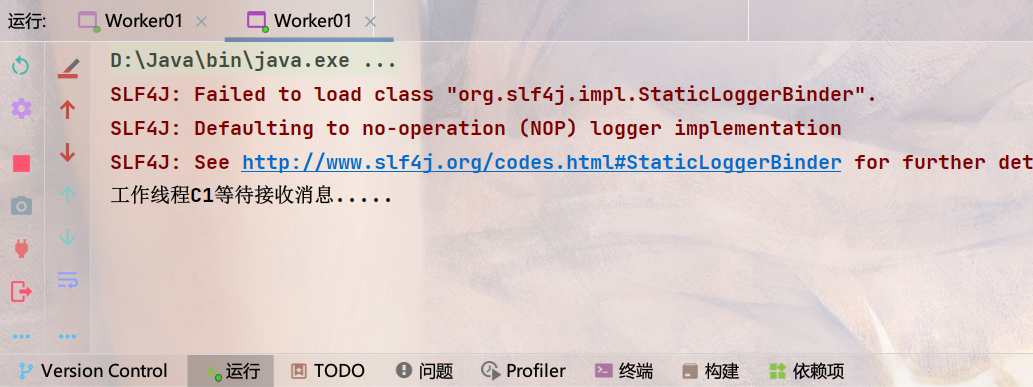 运行: Worker01 Worker01
D:\Java\bin\java.exe ...
SLF4J: Failed to load class "org.slf4j.impl.StaticLoggerBinder".
SLF4J: Defaulting to no-operation (NOP) logger implementation
SLF4J: See http://www.slf4j.org/codes.html#StaticLoggerBinder for further det
工作线程C1等待接收消息.....
Version Control 运行 TODO 问题 Profiler 终端 构建 依赖项